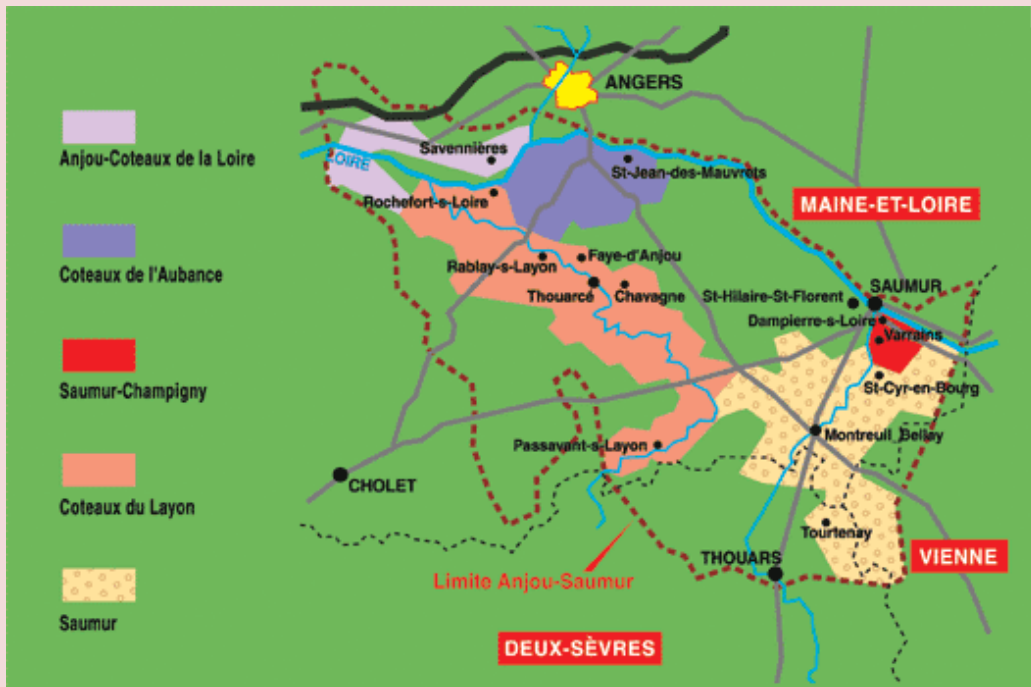 ANGERS
Anjou-Coteaux de la Loire
Savennières
LOIRE
St-Jean-des-Mauvrets
Rochefort-s-Loire
MAINE-ET-LOIRE
Coteaux de l'Aubance
Rablay-s-Layon
Faye-d'Anjou
Thouarcé
Chavagne
St-Hilaire-St-Florent
SAUMUR
Dampierre-s-Loire
Varrains
Saumur-Champigny
St-Cyr-en-Bourg
Passavant-s-Layon
Montreuil_Bellay
CHOLET
Coteaux du Layon
Tourtenay
THOUARS
VIENNE
Limite Anjou-Saumur
Saumur
DEUX-SÈVRES